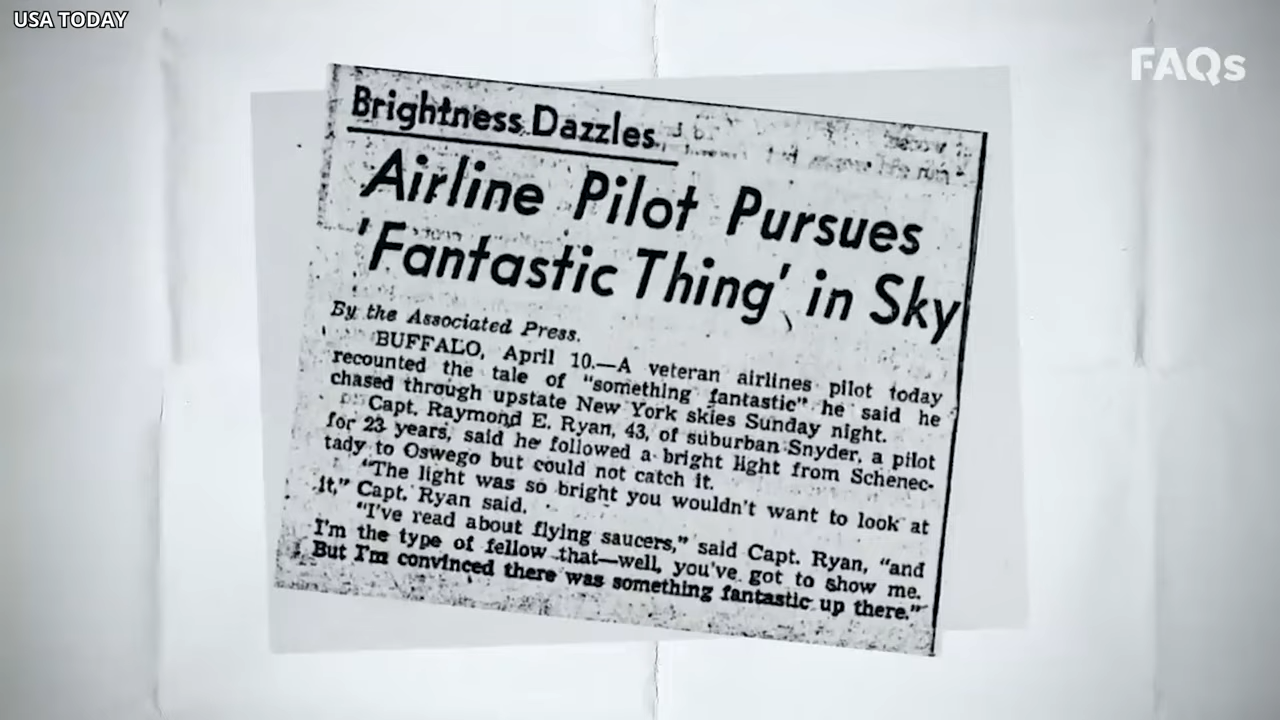 USA TODAY
FAQs
Brightness Dazzles
Airline Pilot Pursues
'Fantastic Thing' in Sky
By the Associated Press.
BUFFALO, April 10.—A veteran airlines pilot today
recounted the tale of "something fantastic" he said he
chased through upstate New York skies Sunday night.
Capt. Raymond E. Ryan, 43, of suburban Snyder, a pilot
for 23 years, said he followed a bright light from Schenec-
tady to Oswego but could not catch it.
"The light was so bright you wouldn't want to look at
it," Capt. Ryan said.
"I've read about flying saucers," said Capt. Ryan, "and
I'm the type of fellow that—well, you've got to show me.
But I'm convinced there was something fantastic up there."